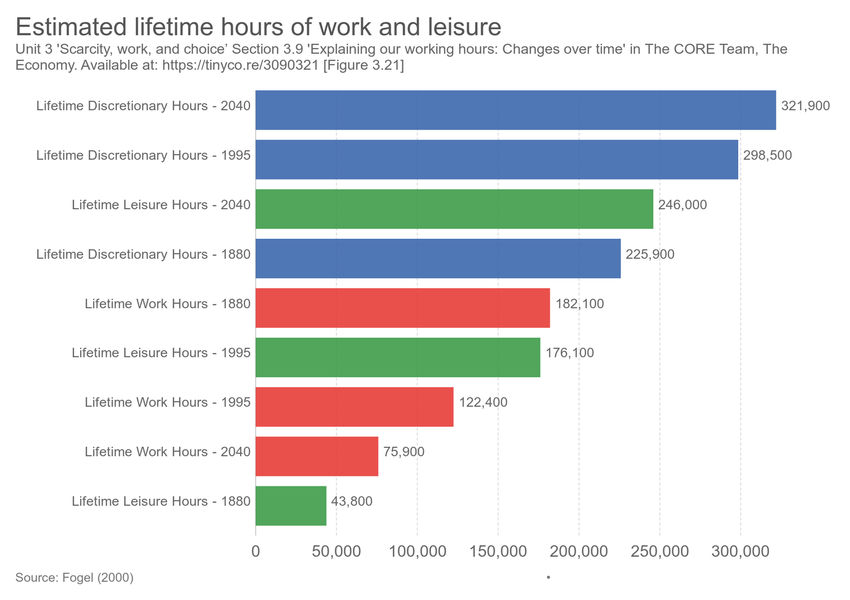 Estimated lifetime hours of work and leisure
Unit 3 'Scarcity, work, and choice’ Section 3.9 'Explaining our working hours: Changes over time' in The CORE Team, The
Economy. Available at: https://tinyco.re/3090321 [Figure 3.21]
Lifetime Discretionary Hours - 2040 321,900
Lifetime Discretionary Hours - 1995 298,500
Lifetime Leisure Hours - 2040 246,000
Lifetime Discretionary Hours - 1880 225,900
Lifetime Work Hours - 1880 182,100
Lifetime Leisure Hours - 1995 176,100
Lifetime Work Hours - 1995 122,400
Lifetime Work Hours - 2040 75,900
Lifetime Leisure Hours - 1880 43,800
0 50,000 100,000 150,000 200,000 250,000 300,000
Source: Fogel (2000) •